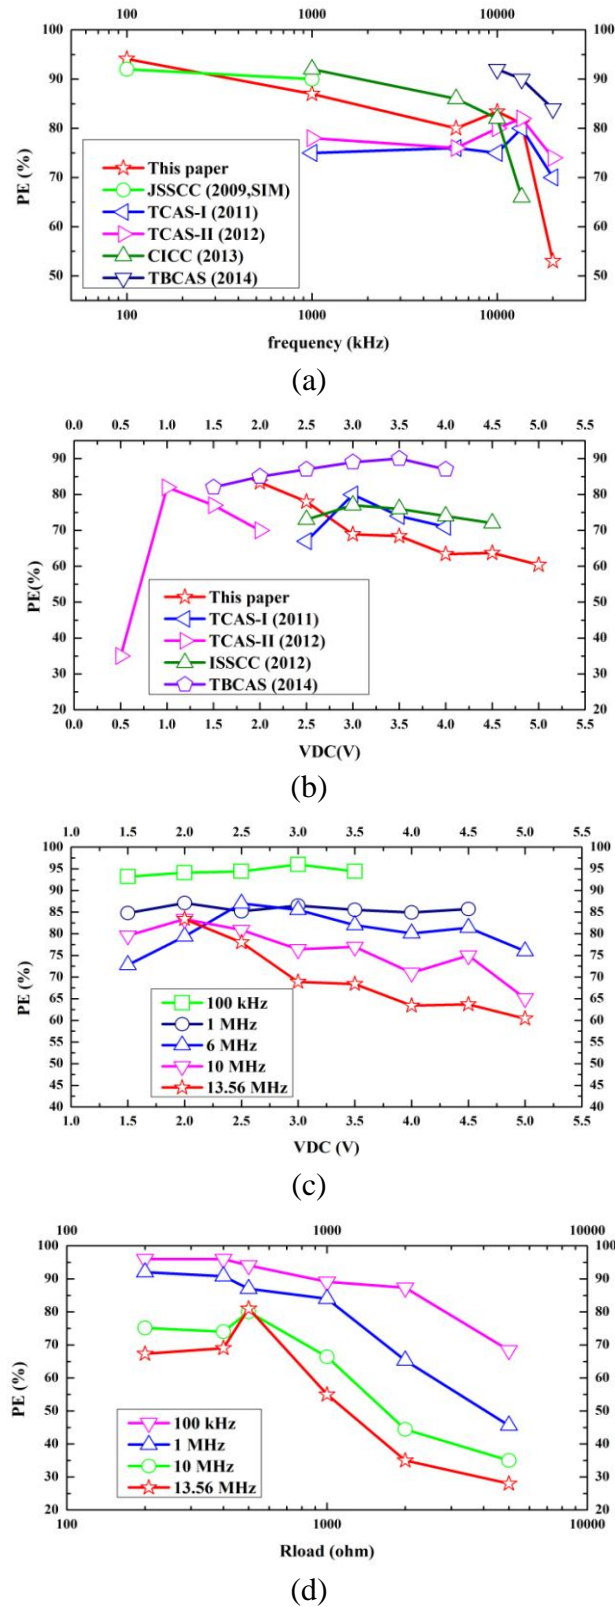 100 1000 10000
100 100
90 90
80 80
70 70
60 60
50 50
PE (%)
This paper
JSSCC (2009,SIM)
TCAS-I (2011)
TCAS-II (2012)
CICC (2013)
TBCAS (2014)
100 1000 10000
frequency (kHz)
(a)
0.0 0.5 1.0 1.5 2.0 2.5 3.0 3.5 4.0 4.5 5.0 5.5
90 90
80 80
70 70
60 60
50 50
40 40
30 30
20 20
PE(%)
This paper
TCAS-I (2011)
TCAS-II (2012)
ISSCC (2012)
TBCAS (2014)
0.0 0.5 1.0 1.5 2.0 2.5 3.0 3.5 4.0 4.5 5.0 5.5
VDC(V)
(b)
1.0 1.5 2.0 2.5 3.0 3.5 4.0 4.5 5.0 5.5
100 100
95 95
90 90
85 85
80 80
75 75
70 70
65 65
60 60
55 55
50 50
45 45
40 40
PE (%)
100 kHz
1 MHz
6 MHz
10 MHz
13.56 MHz
1.0 1.5 2.0 2.5 3.0 3.5 4.0 4.5 5.0 5.5
VDC (V)
(c)
100 1000 10000
100 100
90 90
80 80
70 70
60 60
50 50
40 40
30 30
20 20
PE (%)
100 kHz
1 MHz
10 MHz
13.56 MHz
100 1000 10000
Rload (ohm)
(d)